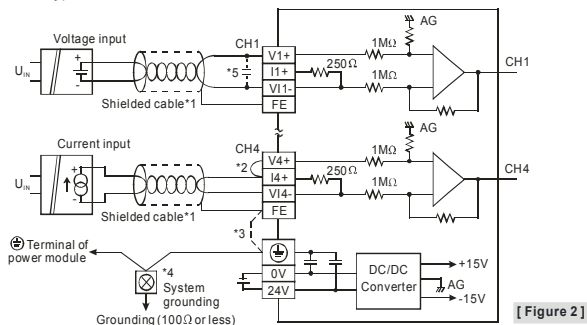 Voltage input
UIN
+
-
Shielded cable*1
CH1
*5
V1+
I1+
VI1-
FE
250Ω
1MΩ
1MΩ
AG
CH1
Current input
UIN
+
-
Shielded cable*1
CH4
*2
V4+
I4+
VI4-
FE
250Ω
1MΩ
1MΩ
AG
CH4
*3
Terminal of
power module
*4
System
grounding
Grounding (100Ω or less)
0V
24V
DC/DC
Converter
+15V
AG
-15V
[ Figure 2 ]